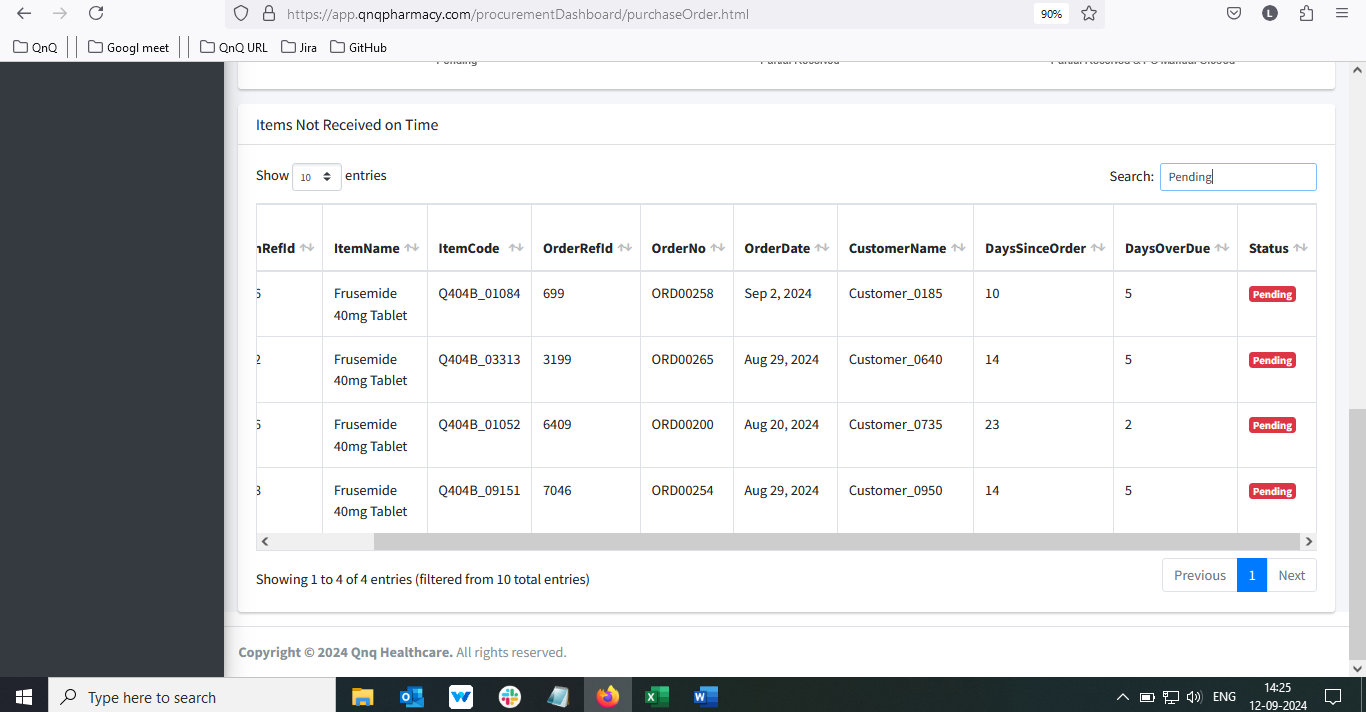 https://app.qnqpharmacy.com/procurementDashboard/purchaseOrder.html
90%
L
QnQ
Googl meet
QnQ URL
Jira
GitHub
Items Not Received on Time
Show 10 entries
Search: Pending
nRefId ItemName ItemCode OrderRefId OrderNo OrderDate CustomerName DaysSinceOrder DaysOverDue Status
Frusemide Q404B_01084 699 ORD00258 Sep 2, 2024 Customer_0185 10 5 Pending
40mg Tablet
2 Frusemide Q404B_03313 3199 ORD00265 Aug 29, 2024 Customer_0640 14 5 Pending
40mg Tablet
Frusemide Q404B_01052 6409 ORD00200 Aug 20, 2024 Customer_0735 23 2 Pending
40mg Tablet
Frusemide Q404B_09151 7046 ORD00254 Aug 29, 2024 Customer_0950 14 5 Pending
40mg Tablet
Showing 1 to 4 of 4 entries (filtered from 10 total entries)
Previous 1 Next
Copyright © 2024 Qnq Healthcare. All rights reserved.
Type here to search
ENG
14:25
12-09-2024